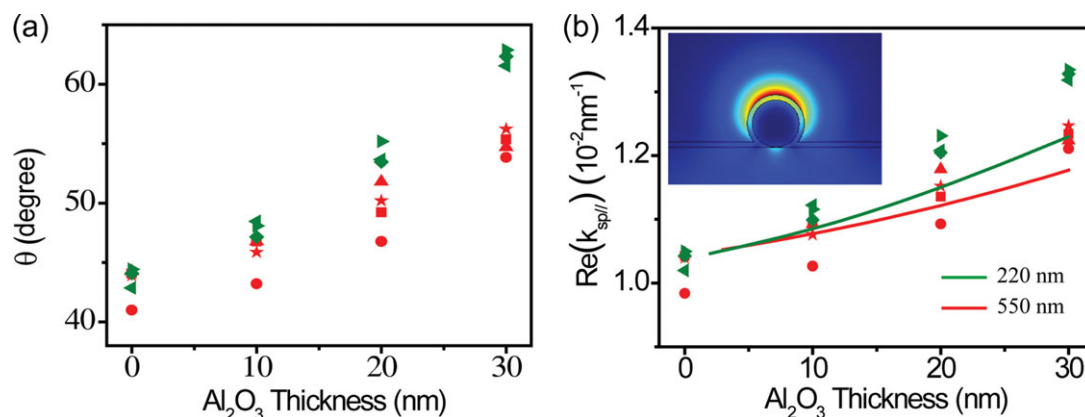 (a)
θ (degree)
60
50
40
0
10
20
30
Al₂O₃ Thickness (nm)
(b)
Re(kₛₚ//) (10⁻²nm⁻¹)
1.4
1.2
1.0
220 nm
550 nm
0
10
20
30
Al₂O₃ Thickness (nm)